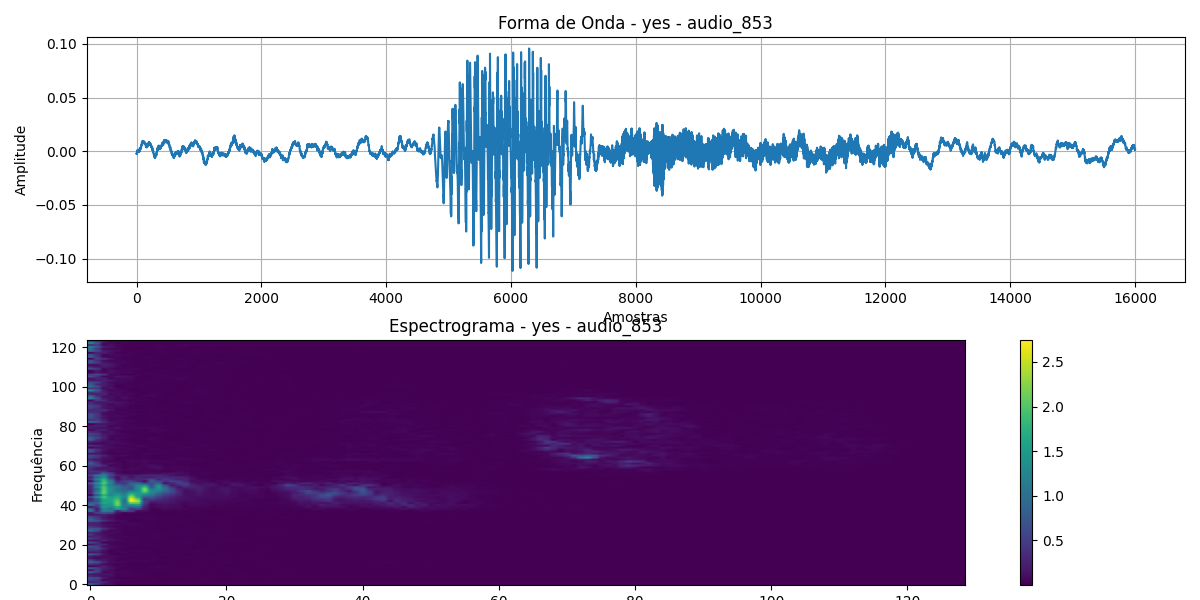 Forma de Onda - yes - audio_853
Amplitude
0.10
0.05
0.00
−0.05
−0.10
0 2000 4000 6000 8000 10000 12000 14000 16000
Amostras
Espectrograma - yes - audio_853
Frequência
120
100
80
60
40
20
0
0 20 40 60 80 100 120
2.5
2.0
1.5
1.0
0.5